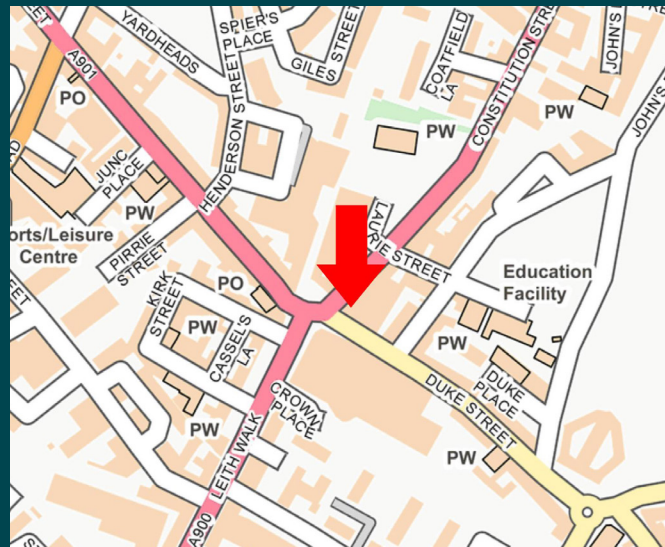 YARDHEADS
SPIER'S
PLACE
GILES STREET
COATFIELD
LA
CONSTITUTION
JOHN'S
A901
PO
HENDERSON STREET
PW
PW
JOHN'S
JUNC
PLACE
PW
LAURIE STREET
orts/Leisure
Centre
PIRRIE
STREET
Education
Facility
KIRK
STREET
PO
PW
CASSEL'S
LA
PW
DUKE
PLACE
DUKE STREET
CROWN
PLACE
PW
PW
LEITH WALK
A900